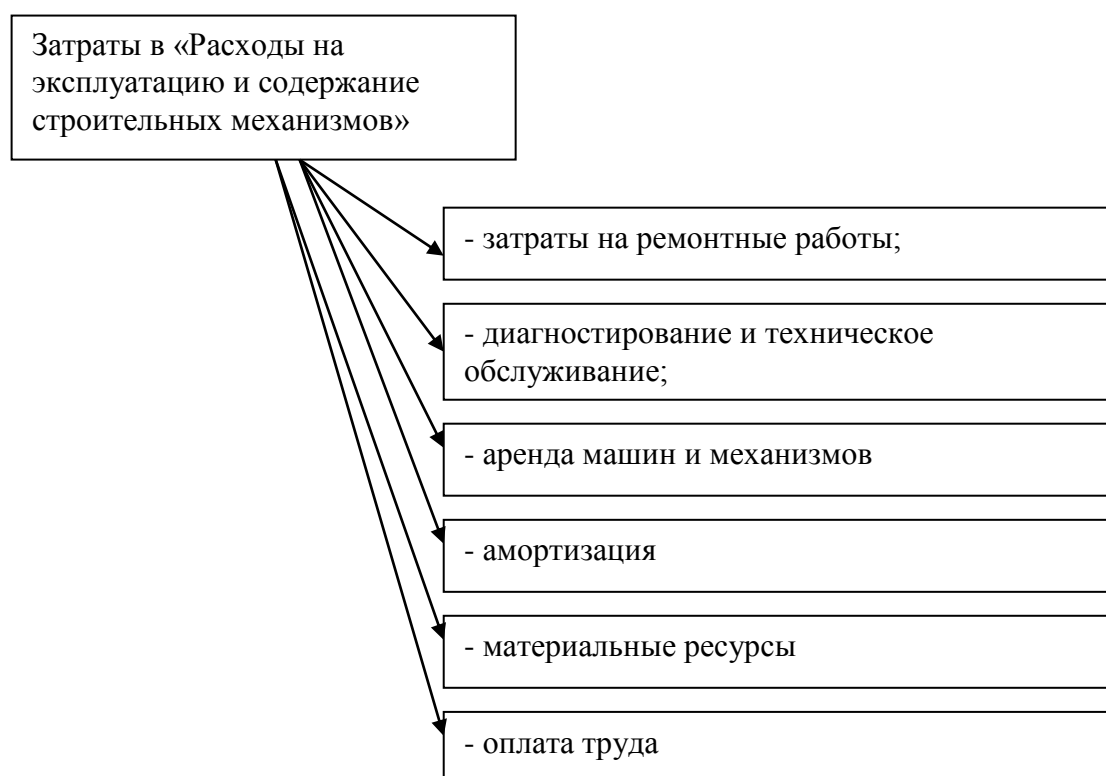 Затраты в «Расходы на
эксплуатацию и содержание
строительных механизмов»
- затраты на ремонтные работы;
- диагностирование и техническое
обслуживание;
- аренда машин и механизмов
- амортизация
- материальные ресурсы
- оплата труда